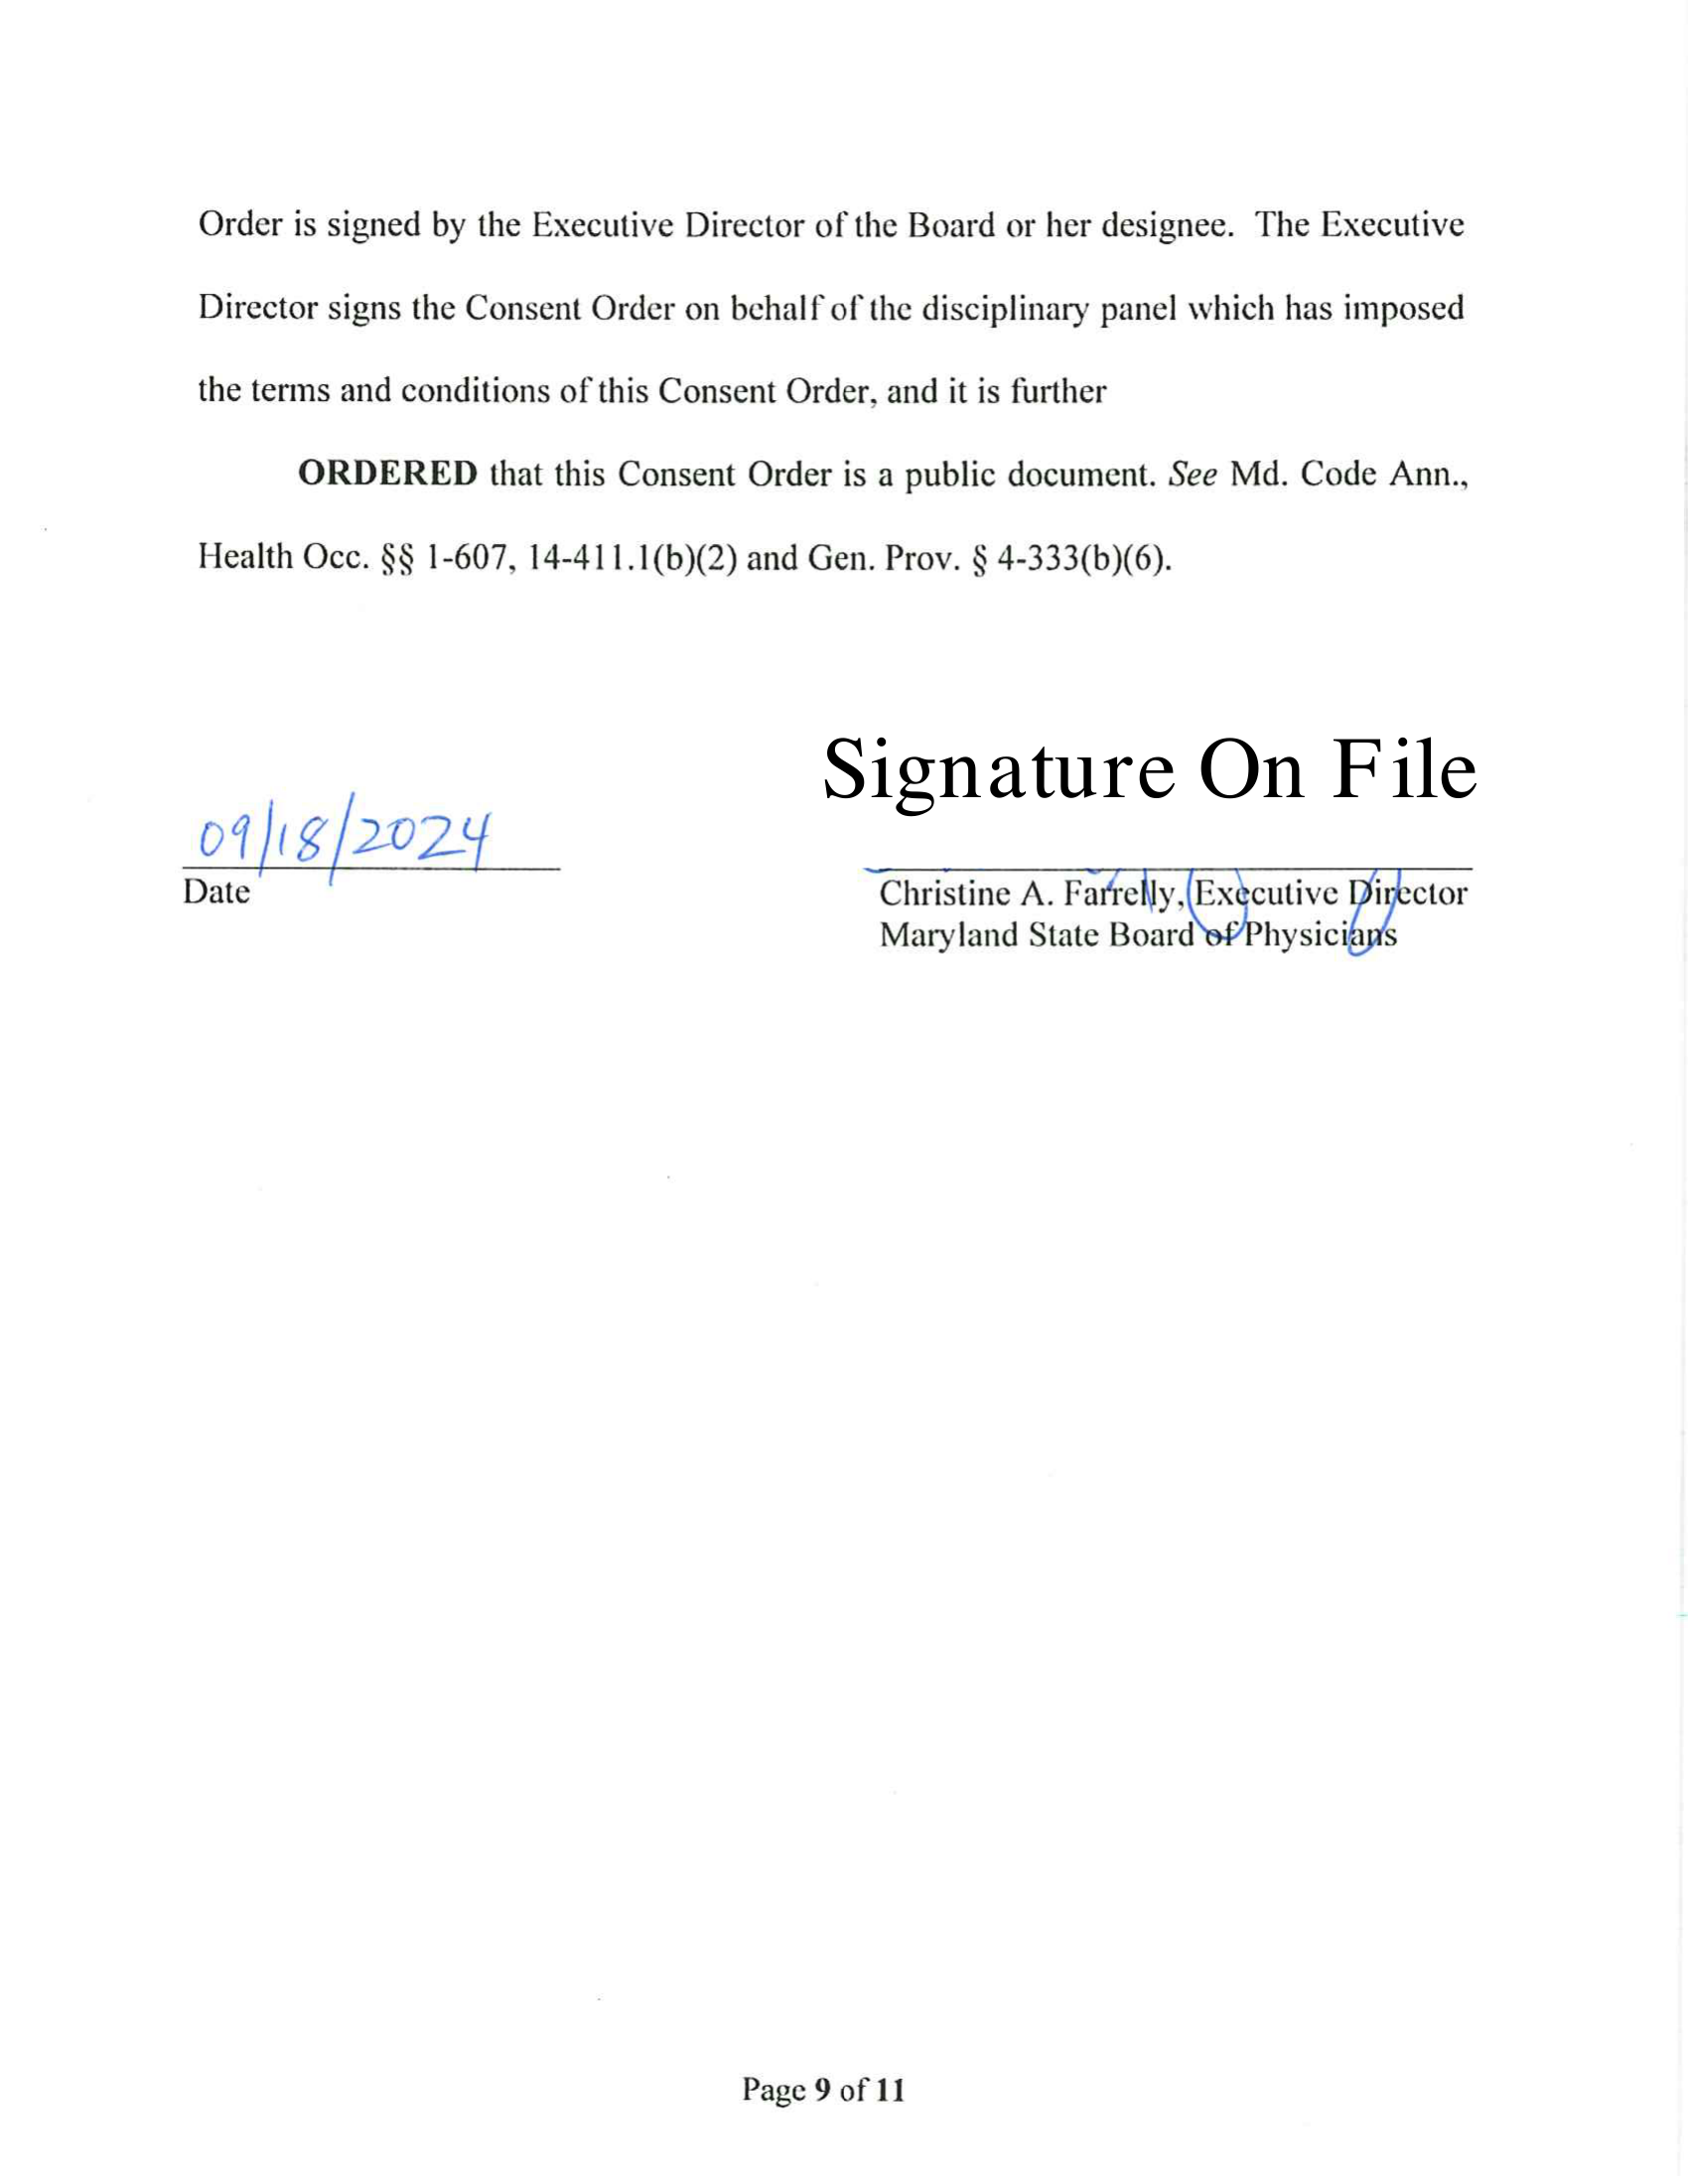 Order is signed by the Executive Director of the Board or her designee. The Executive
Director signs the Consent Order on behalf of the disciplinary panel which has imposed
the terms and conditions of this Consent Order, and it is further
ORDERED that this Consent Order is a public document. See Md. Code Ann.,
Health Occ. §§ 1-607, 14-411.1(b)(2) and Gen. Prov. § 4-333(b)(6).
Signature On File
09/18/2024
Date
Christine A. Farrelly, Executive Director
Maryland State Board of Physicians
Page 9 of 11